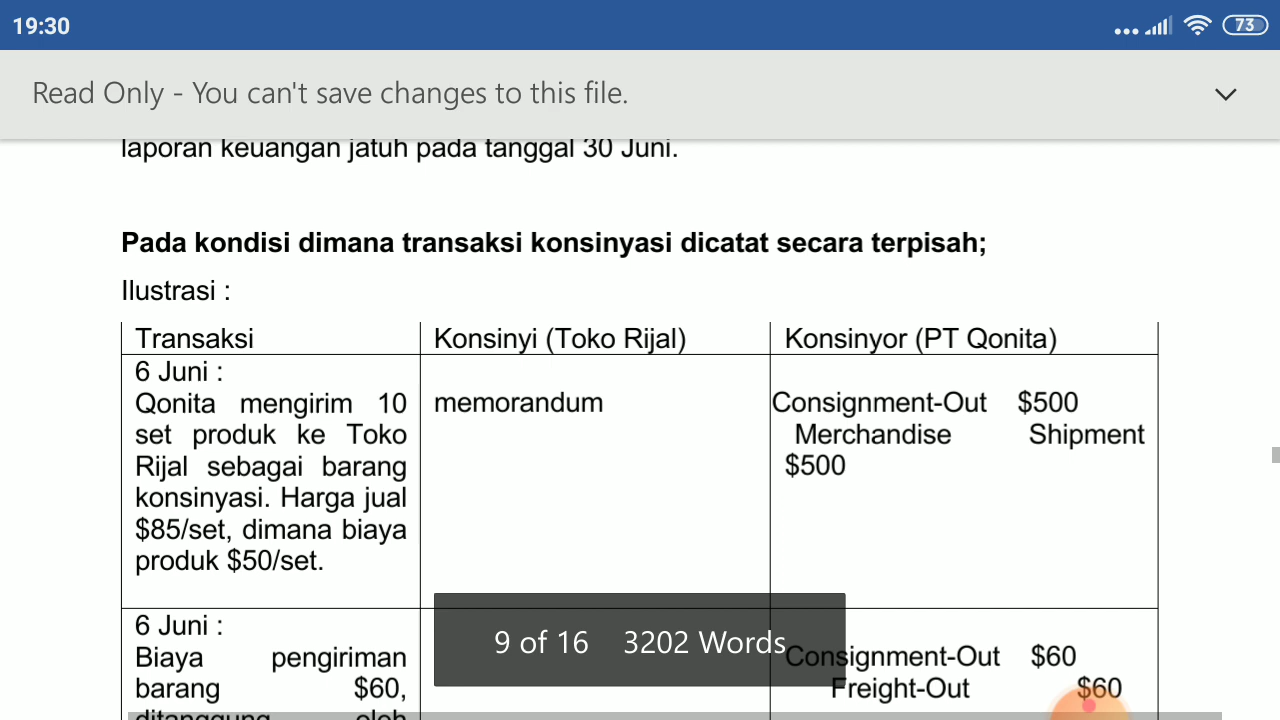 19:30
73
Read Only - You can't save changes to this file.
laporan keuangan jatuh pada tanggal 30 Juni.
Pada kondisi dimana transaksi konsinyasi dicatat secara terpisah;
Ilustrasi :
Transaksi
Konsinyi (Toko Rijal)
Konsinyor (PT Qonita)
6 Juni :
Qonita mengirim 10
set produk ke Toko
Rijal sebagai barang
konsinyasi. Harga jual
$85/set, dimana biaya
produk $50/set.
memorandum
Consignment-Out $500
Merchandise Shipment
$500
6 Juni :
Biaya pengiriman
barang $60,
ditanggung oleh
Consignment-Out $60
Freight-Out $60
9 of 16 3202 Words